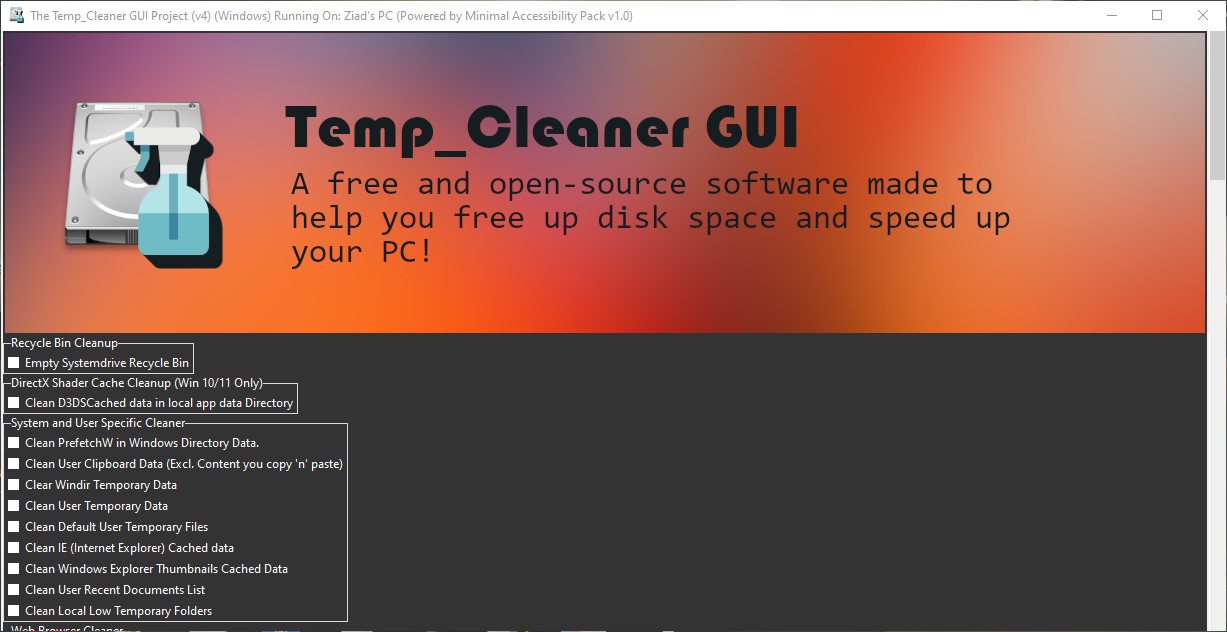 The Temp_Cleaner GUI Project (v4) (Windows) Running On: Ziad's PC (Powered by Minimal Accessibility Pack v1.0)
Temp_Cleaner GUI
A free and open-source software made to
help you free up disk space and speed up
your PC!
Recycle Bin Cleanup
Empty Systemdrive Recycle Bin
DirectX Shader Cache Cleanup (Win 10/11 Only)
Clean D3DSCached data in local app data Directory
System and User Specific Cleaner
Clean PrefetchW in Windows Directory Data.
Clean User Clipboard Data (Excl. Content you copy 'n' paste)
Clear Windir Temporary Data
Clean User Temporary Data
Clean Default User Temporary Files
Clean IE (Internet Explorer) Cached data
Clean Windows Explorer Thumbnails Cached Data
Clean User Recent Documents List
Clean Local Low Temporary Folders
Web Browser Cleaner